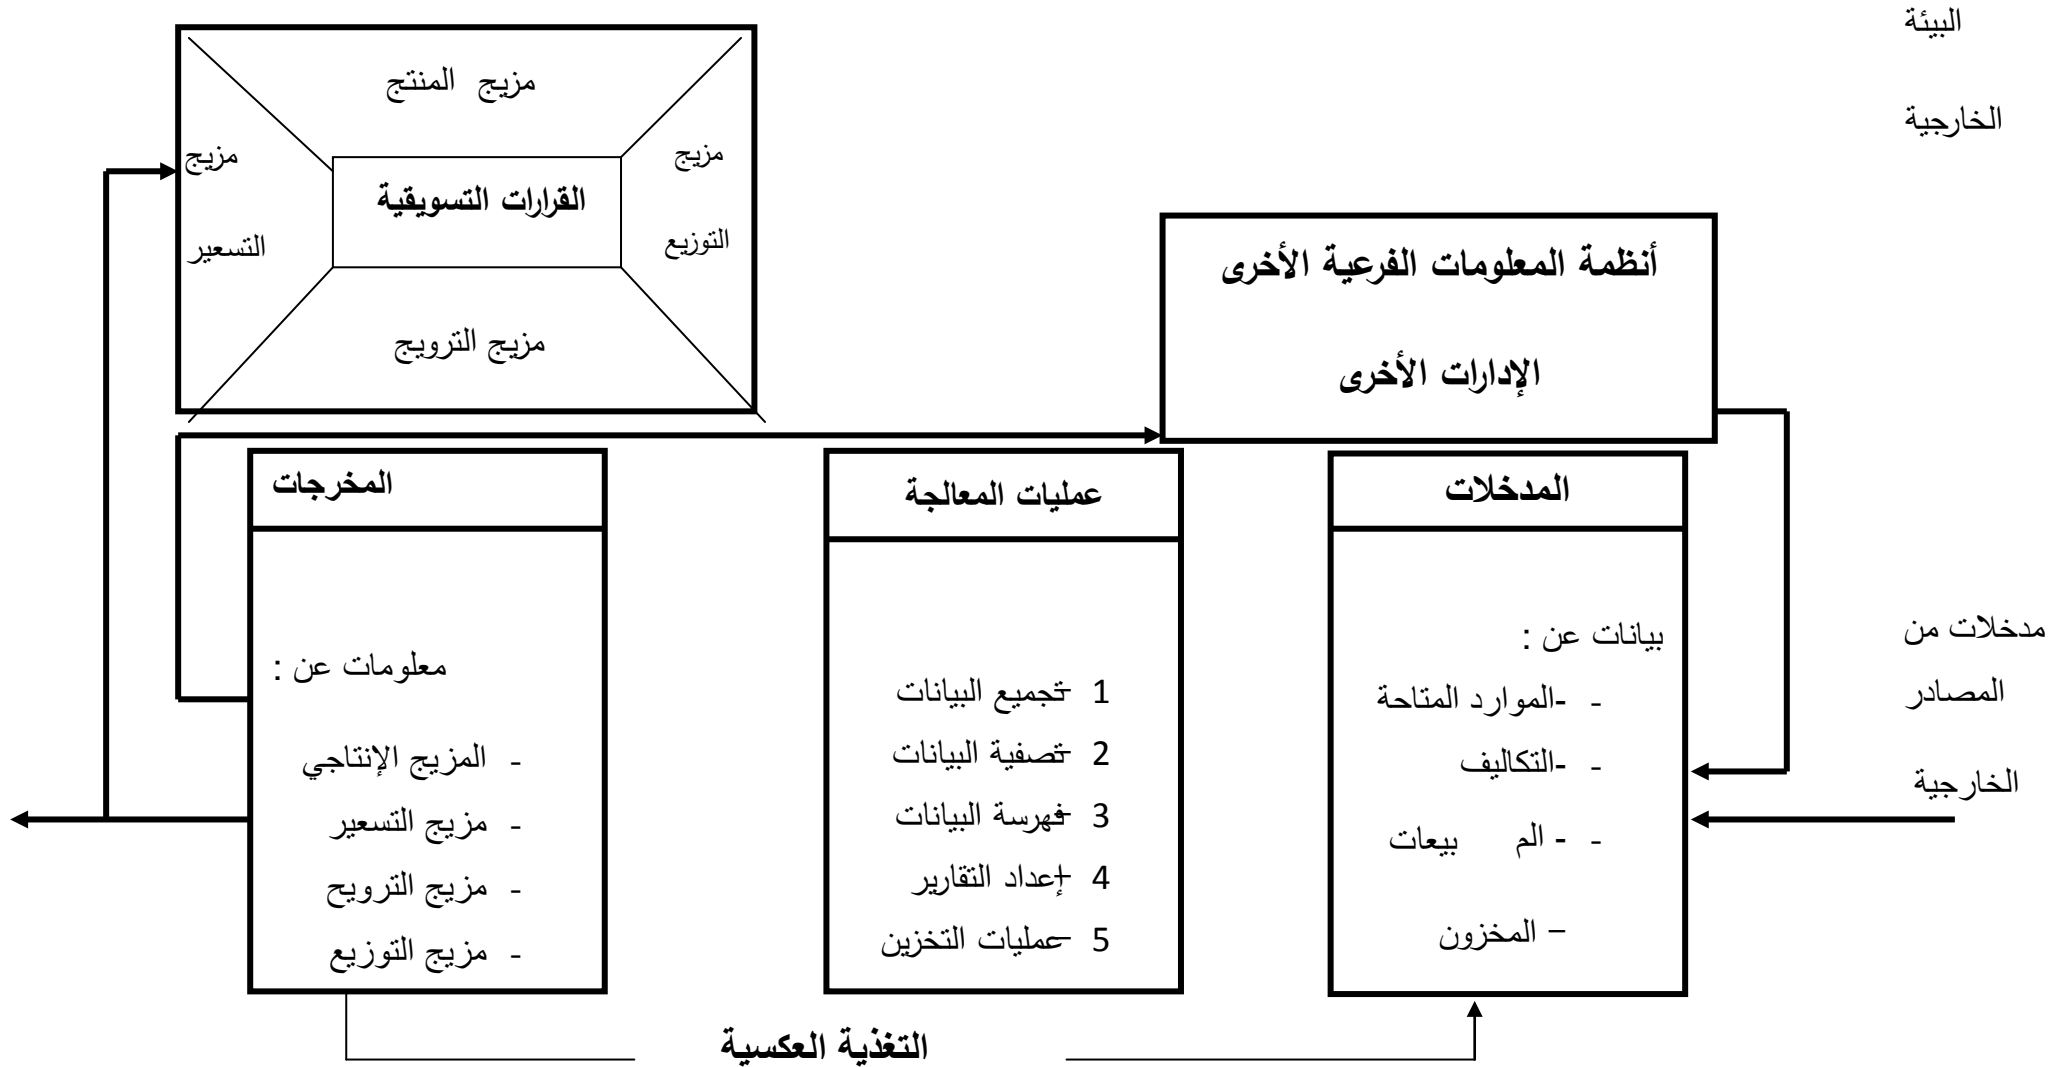 البيئة
الخارجية
مزيج المنتج
مزيج
التوزيع
القرارات التسويقية
مزيج
التسعير
مزيج الترويج
أنظمة المعلومات الفرعية الأخرى
الإدارات الأخرى
مدخلات من
المصادر
الخارجية
المدخلات
بيانات عن :
- -الموارد المتاحة
- -التكاليف
- - الم بيعات
– المخزون
عمليات المعالجة
1 –تجميع البيانات
2 –تصفية البيانات
3 –فهرسة البيانات
4 –إعداد التقارير
5 –عمليات التخزين
المخرجات
معلومات عن :
- المزيج الإنتاجي
- مزيج التسعير
- مزيج الترويح
- مزيج التوزيع
التغذية العكسية